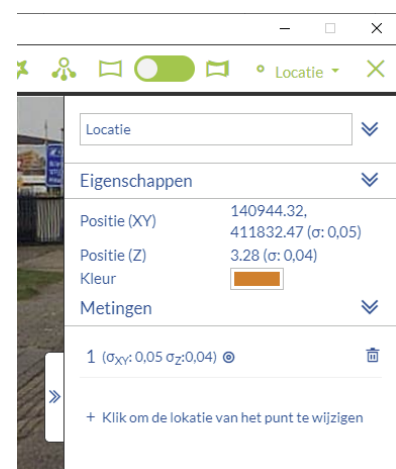 Locatie
Locatie
Eigenschappen
Positie (XY) 140944.32,
411832.47 (σ: 0,05)
Positie (Z) 3.28 (σ: 0,04)
Kleur
Metingen
1 (σXY: 0,05 σZ:0,04)
+ Klik om de lokatie van het punt te wijzigen